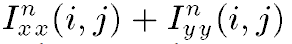 I^n_{xx}(i, j) + I^n_{yy}(i, j)